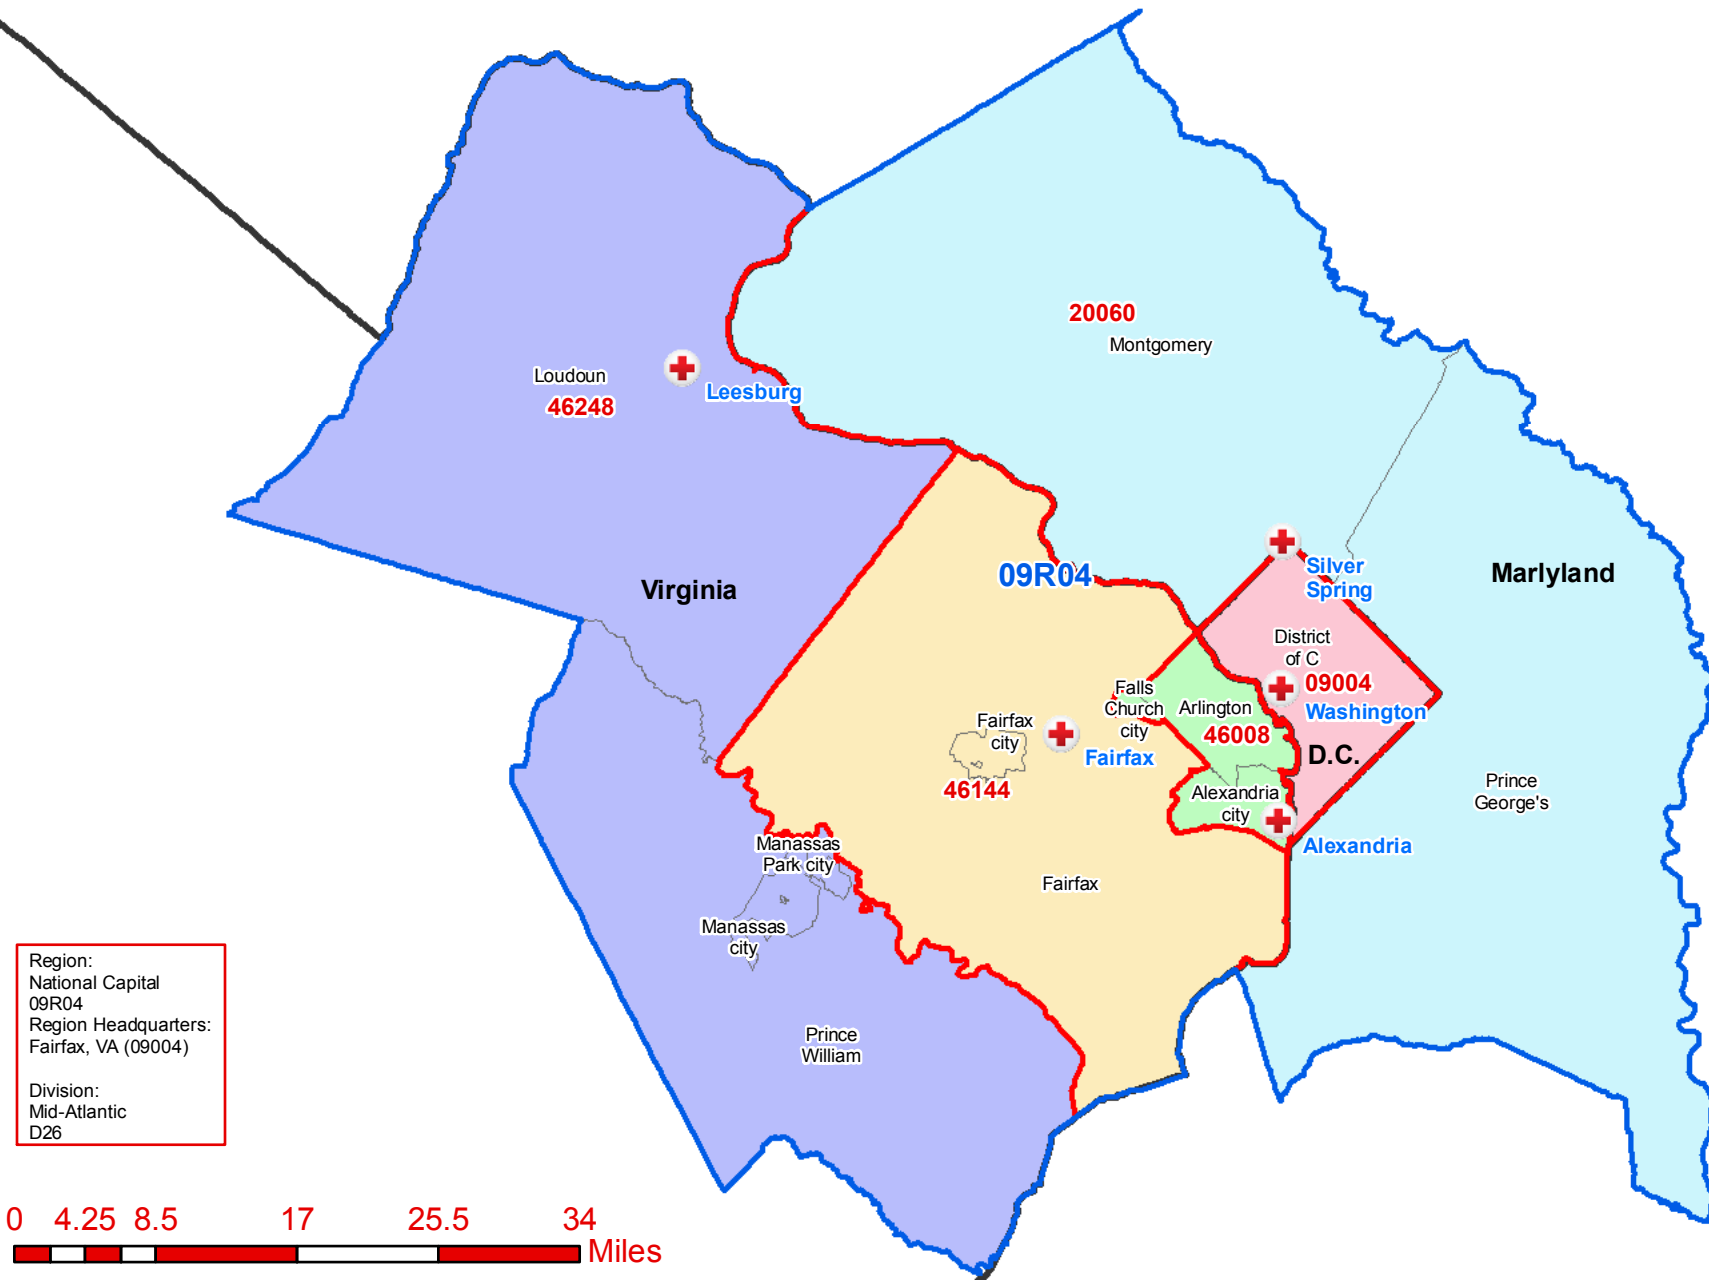 20060
Montgomery
Loudoun
46248
Leesburg
Virginia
09R04
Silver
Spring
Marlyland
District
of C
09004
Washington
Falls
Church
city
Arlington
46008
D.C.
Fairfax
city
Fairfax
46144
Alexandria
city
Alexandria
Prince
George's
Manassas
Park city
Fairfax
Manassas
city
Prince
William
Region:
National Capital
09R04
Region Headquarters:
Fairfax, VA (09004)
Division:
Mid-Atlantic
D26
0 4.25 8.5 17 25.5 34
Miles